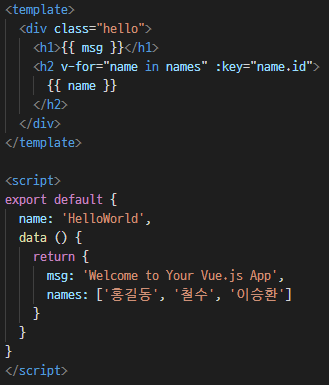 <template>
  <div class="hello">
    <h1>{{ msg }}</h1>
    <h2 v-for="name in names" :key="name.id">
      {{ name }}
    </h2>
  </div>
</template>

<script>
export default {
  name: 'HelloWorld',
  data () {
    return {
      msg: 'Welcome to Your Vue.js App',
      names: ['홍길동', '철수', '이승환']
    }
  }
}
</script>